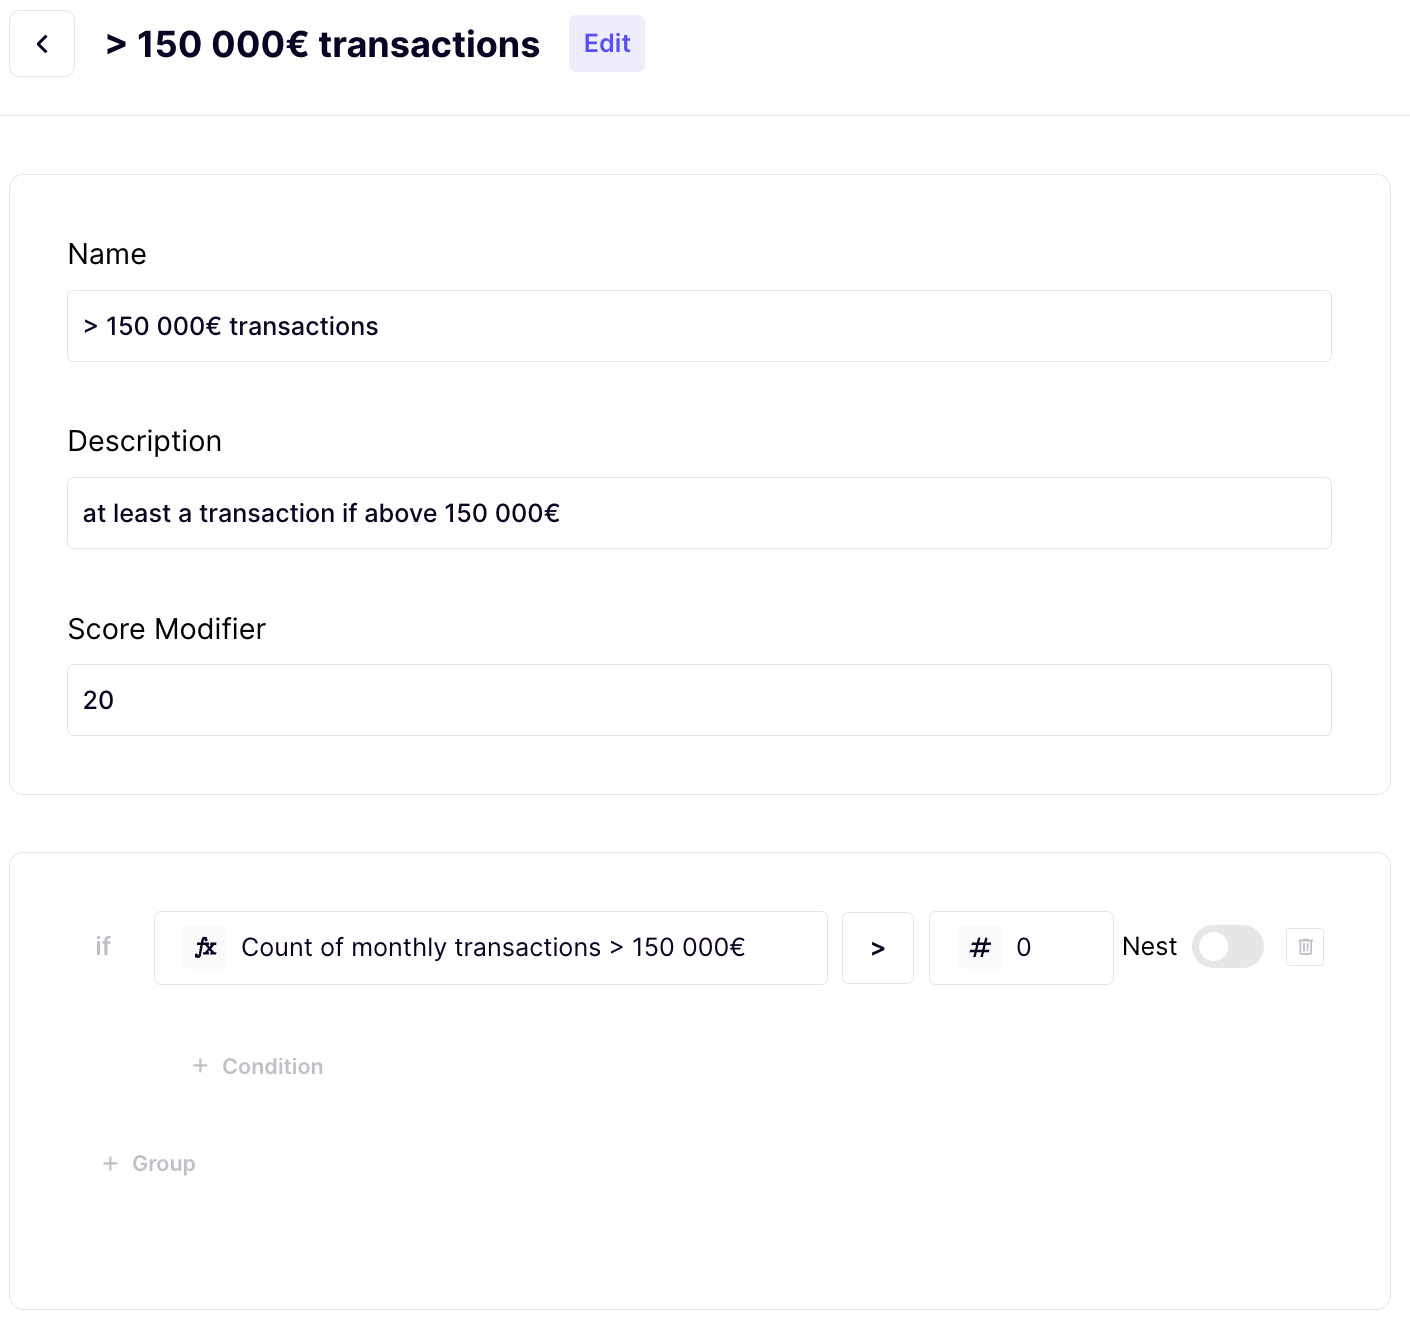 > 150 000€ transactions Edit
Name
> 150 000€ transactions
Description
at least a transaction if above 150 000€
Score Modifier
20
if fx Count of monthly transactions > 150 000€ > # 0 Nest
+ Condition
+ Group